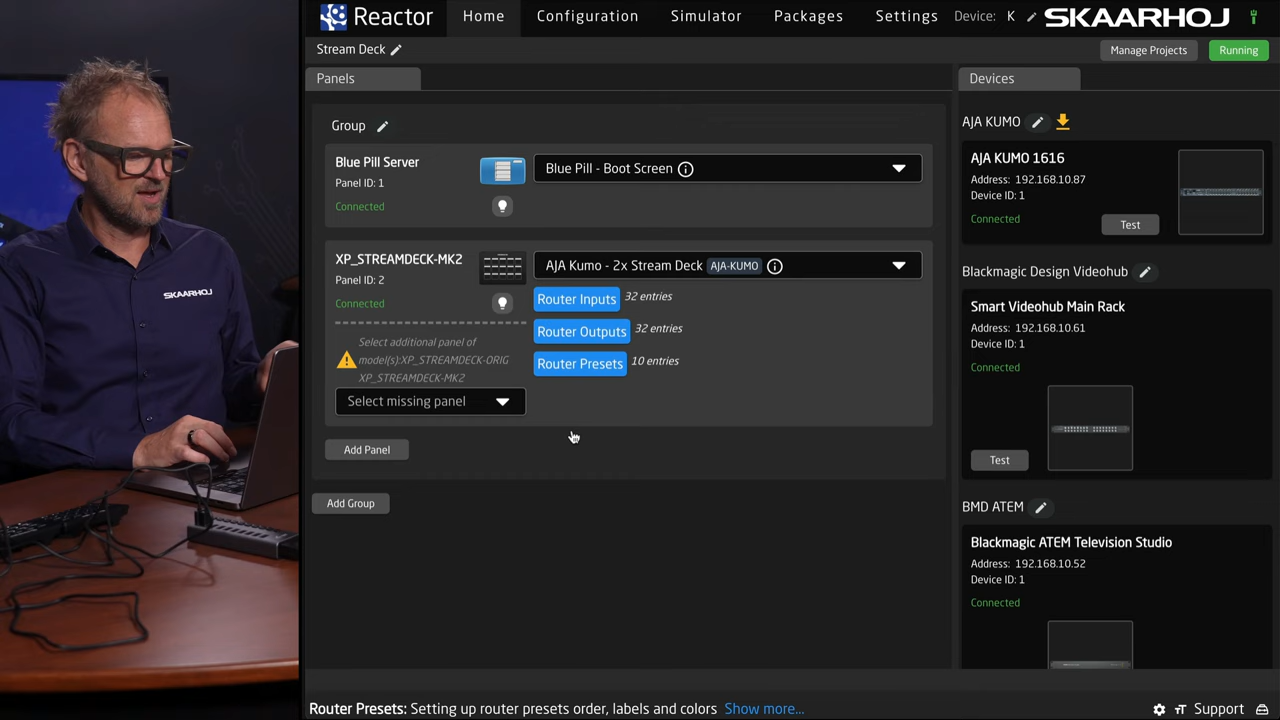 Reactor
Home
Configuration
Simulator
Packages
Settings
Device: K
SKAARHOJ
Stream Deck
Manage Projects
Running
Panels
Devices
Group
Blue Pill Server
Panel ID: 1
Connected
Blue Pill - Boot Screen
XP_STREAMDECK-MK2
Panel ID: 2
Connected
AJA Kumo - 2x Stream Deck AJA-KUMO
Router Inputs 32 entries
Router Outputs 32 entries
Router Presets 10 entries
Select additional panel of
model(s):XP_STREAMDECK-ORIG
XP_STREAMDECK-MK2
Select missing panel
Add Panel
Add Group
AJA KUMO
AJA KUMO 1616
Address: 192.168.10.87
Device ID: 1
Connected
Test
Blackmagic Design Videohub
Smart Videohub Main Rack
Address: 192.168.10.61
Device ID: 1
Connected
Test
BMD ATEM
Blackmagic ATEM Television Studio
Address: 192.168.10.52
Device ID: 1
Connected
Router Presets: Setting up router presets order, labels and colors Show more...
Support
SKAARHOJ